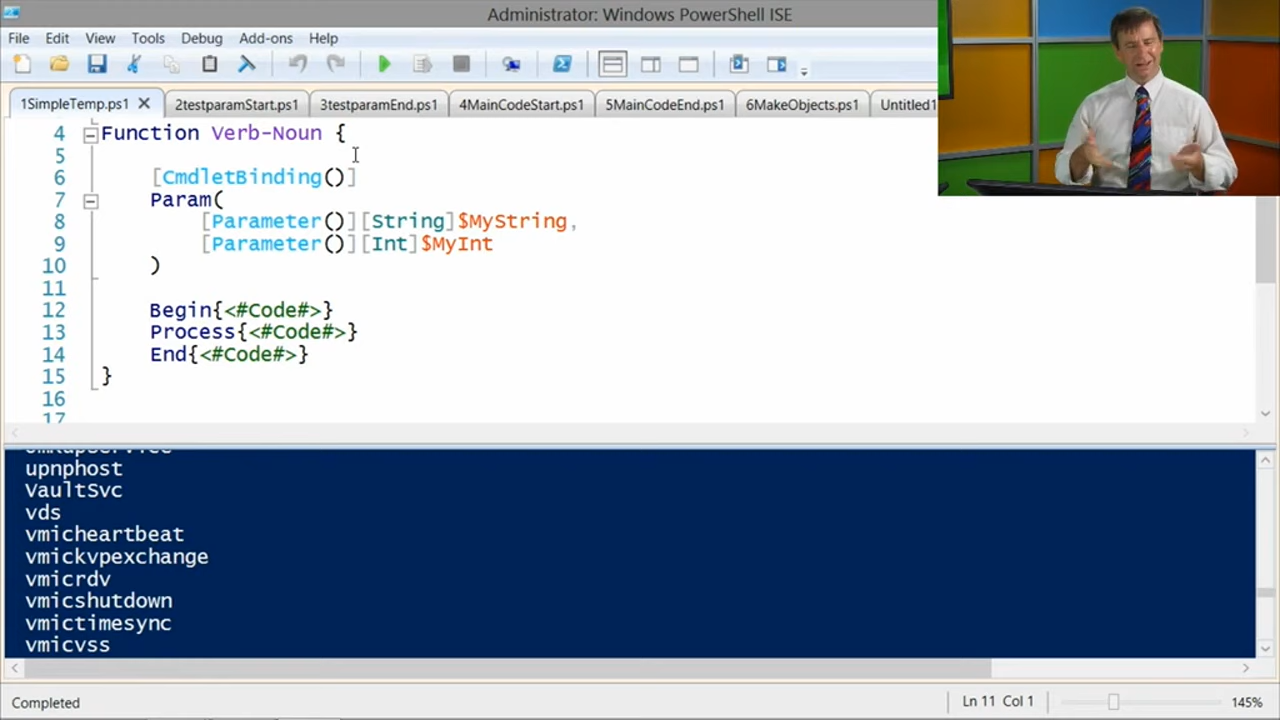 Administrator: Windows PowerShell ISE
File Edit View Tools Debug Add-ons Help
1SimpleTemp.ps1 2testparamStart.ps1 3testparamEnd.ps1 4MainCodeStart.ps1 5MainCodeEnd.ps1 6MakeObjects.ps1 Untitled1
4 Function Verb-Noun {
5
6 [CmdletBinding()]
7 Param(
8 [Parameter()][String]$MyString,
9 [Parameter()][Int]$MyInt
10 )
11
12 Begin{<#Code#>}
13 Process{<#Code#>}
14 End{<#Code#>}
15 }
16
17
upnphost
VaultSvc
vds
vmicheartbeat
vmickvpexchange
vmicrdv
vmicshutdown
vmictimesync
vmicvss
Completed
Ln 11 Col 1
145%